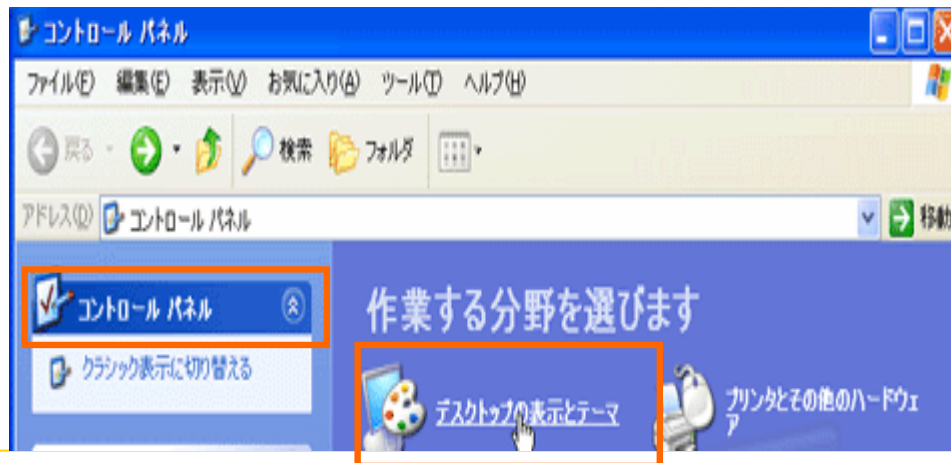 コントロール パネル
ファイル(F) 編集(E) 表示(V) お気に入り(A) ツール(T) ヘルプ(H)
戻る 検索 フォルダ
アドレス(D) コントロール パネル 移動
コントロール パネル
作業する分野を選びます
クラシック表示に切り替える
デスクトップの表示とテーマ
プリンタとその他のハードウェ
ア